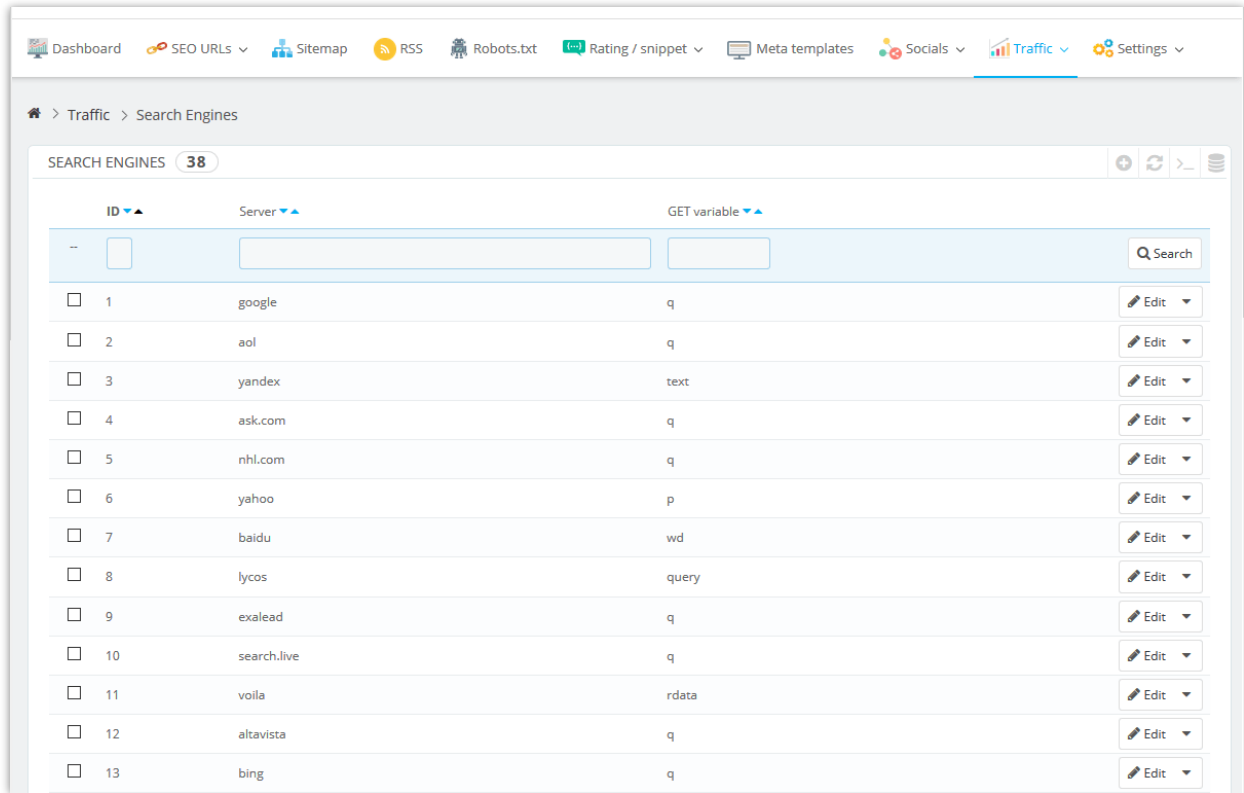 Dashboard SEO URLs Sitemap RSS Robots.txt Rating / snippet Meta templates Socials Traffic Settings
> Traffic > Search Engines
SEARCH ENGINES 38
ID Server GET variable
-- Search
1 google q Edit
2 aol q Edit
3 yandex text Edit
4 ask.com q Edit
5 nhl.com q Edit
6 yahoo p Edit
7 baidu wd Edit
8 lycos query Edit
9 exalead q Edit
10 search.live q Edit
11 voila rdata Edit
12 altavista q Edit
13 bing q Edit